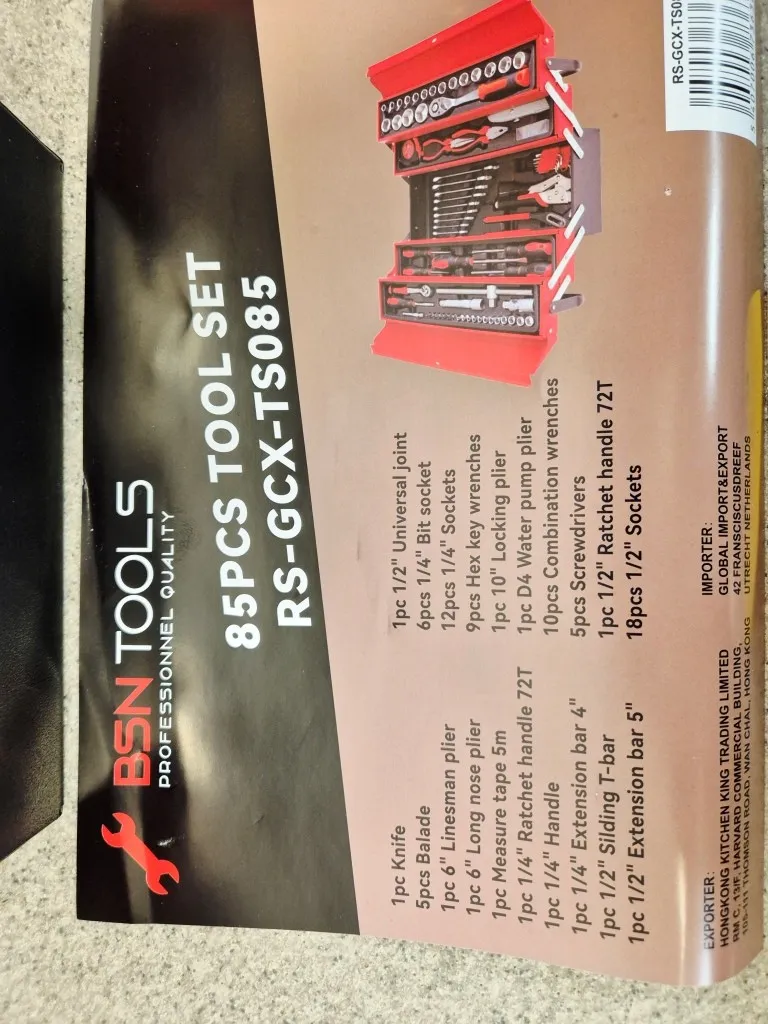 BSN TOOLS
PROFESSIONNEL QUALITY
85PCS TOOL SET
RS-GCX-TS085
1pc Knife
5pcs Balade
1pc 6" Linesman plier
1pc 6" Long nose plier
1pc Measure tape 5m
1pc 1/4" Ratchet handle 72T
1pc 1/4" Handle
1pc 1/4" Extension bar 4"
1pc 1/2" Silding T-bar
1pc 1/2" Extension bar 5"
1pc 1/2" Universal joint
6pcs 1/4" Bit socket
12pcs 1/4" Sockets
9pcs Hex key wrenches
1pc 10" Locking plier
1pc D4 Water pump plier
10pcs Combination wrenches
5pcs Screwdrivers
1pc 1/2" Ratchet handle 72T
18pcs 1/2" Sockets
EXPORTER:
HONGKONG KITCHEN KING TRADING LIMITED
RM C, 13/F, HARVARD COMMERCIAL BUILDING,
105-111 THOMSON ROAD, WAN CHAI, HONG KONG
IMPORTER:
GLOBAL IMPORT&EXPORT
42 FRANSCISCUSDREEF
UTRECHT NETHERLANDS